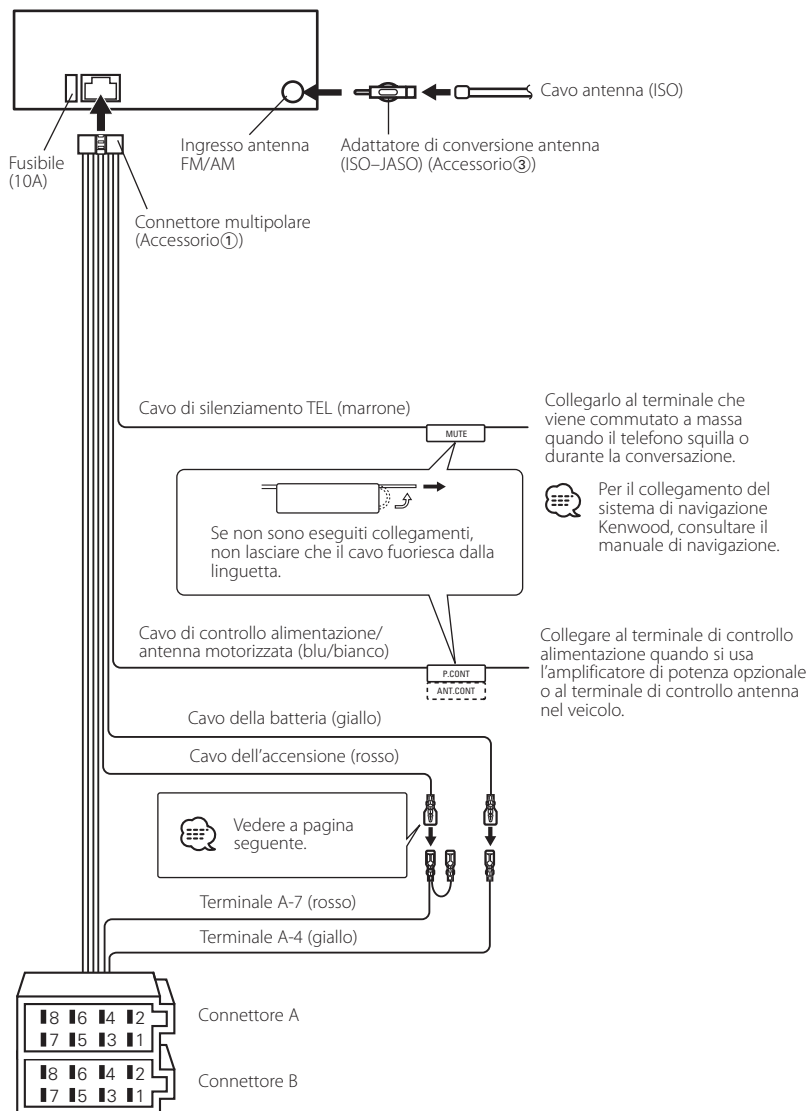 Cavo antenna (ISO)
Fusibile
(10A)
Ingresso antenna
FM/AM
Adattatore di conversione antenna
(ISO–JASO) (Accessorio③)
Connettore multipolare
(Accessorio①)
Cavo di silenziamento TEL (marrone)
MUTE
Collegarlo al terminale che
viene commutato a massa
quando il telefono squilla o
durante la conversazione.
Per il collegamento del
sistema di navigazione
Kenwood, consultare il
manuale di navigazione.
Se non sono eseguiti collegamenti,
non lasciare che il cavo fuoriesca dalla
linguetta.
Cavo di controllo alimentazione/
antenna motorizzata (blu/bianco)
P.CONT
ANT.CONT
Collegare al terminale di controllo
alimentazione quando si usa
l'amplificatore di potenza opzionale
o al terminale di controllo antenna
nel veicolo.
Cavo della batteria (giallo)
Cavo dell'accensione (rosso)
Vedere a pagina
seguente.
Terminale A-7 (rosso)
Terminale A-4 (giallo)
8 6 4 2
7 5 3 1
Connettore A
8 6 4 2
7 5 3 1
Connettore B